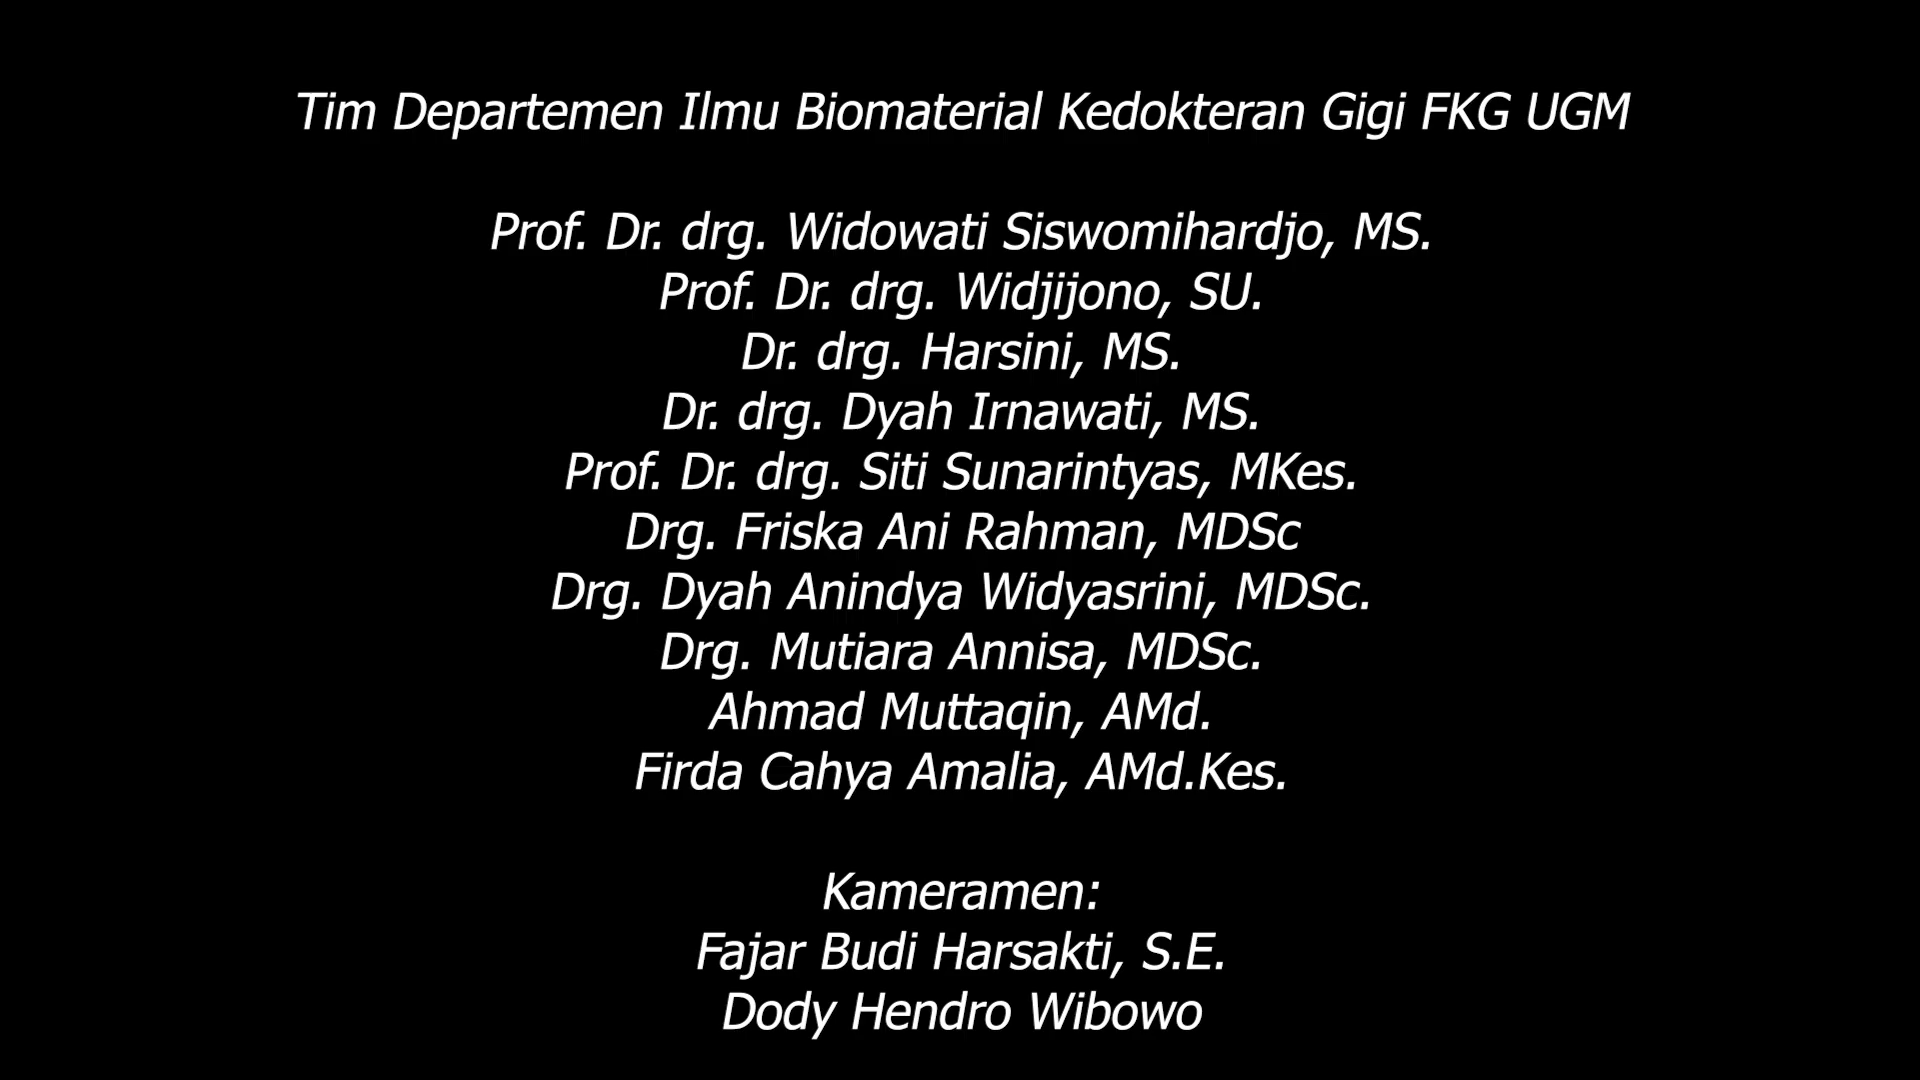 Tim Departemen Ilmu Biomaterial Kedokteran Gigi FKG UGM
Prof. Dr. drg. Widowati Siswomihardjo, MS.
Prof. Dr. drg. Widjijono, SU.
Dr. drg. Harsini, MS.
Dr. drg. Dyah Irnawati, MS.
Prof. Dr. drg. Siti Sunarintyas, MKes.
Drg. Friska Ani Rahman, MDSc
Drg. Dyah Anindya Widyasrini, MDSc.
Drg. Mutiara Annisa, MDSc.
Ahmad Muttaqin, AMd.
Firda Cahya Amalia, AMd.Kes.
Kameramen:
Fajar Budi Harsakti, S.E.
Dody Hendro Wibowo